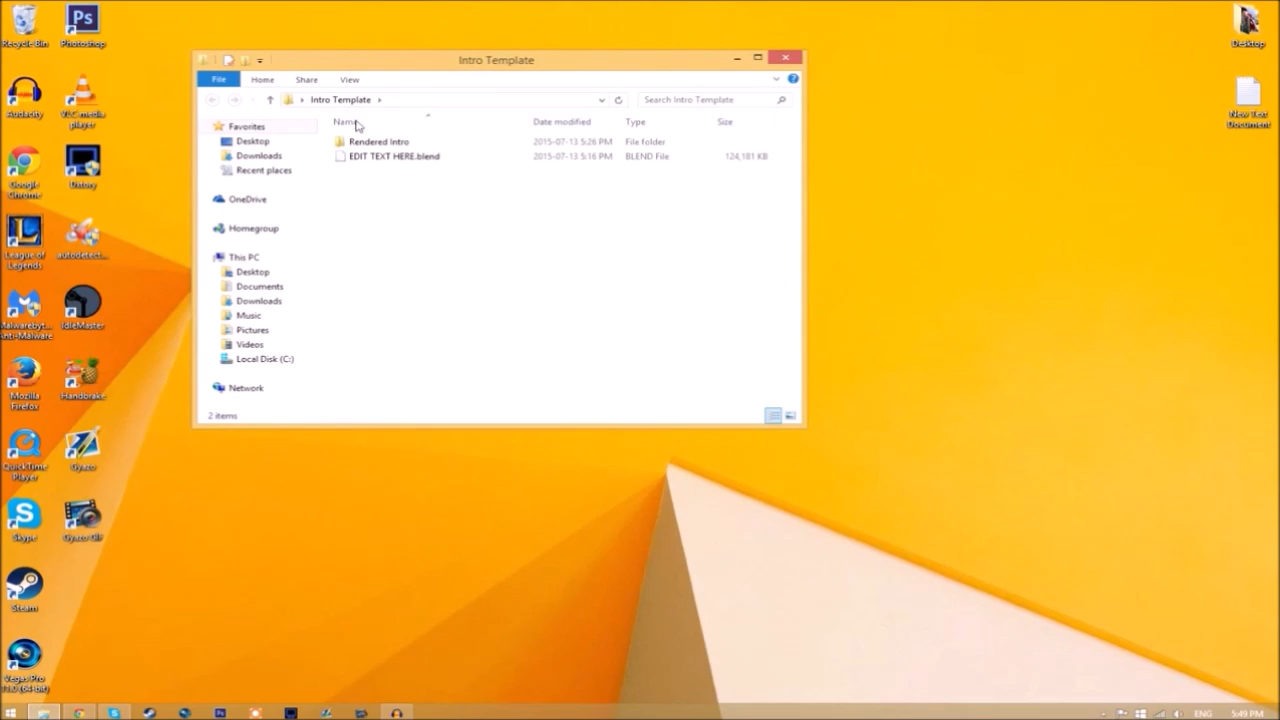 Recycle Bin
Photoshop
Desktop
Intro Template
File
Home
Share
View
Intro Template
Search Intro Template
Name
Date modified
Type
Size
Favorites
Desktop
Downloads
Recent places
OneDrive
Homegroup
This PC
Desktop
Documents
Downloads
Music
Pictures
Videos
Local Disk (C:)
Network
Rendered Intro
2015-07-13 5:26 PM
File folder
EDIT TEXT HERE.blend
2015-07-13 5:16 PM
BLEND File
124,181 KB
2 items
Audacity
VLC media
player
New Text
Document
Google
Chrome
Dxtory
League of
Legends
autodetect...
Malwarebyt...
Anti-Malware
IdleMaster
Mozilla
Firefox
Handbrake
QuickTime
Player
Gyazo
Skype
Gyazo GIF
Steam
Vegas Pro
11.0 (64-bit)
ENG
5:49 PM